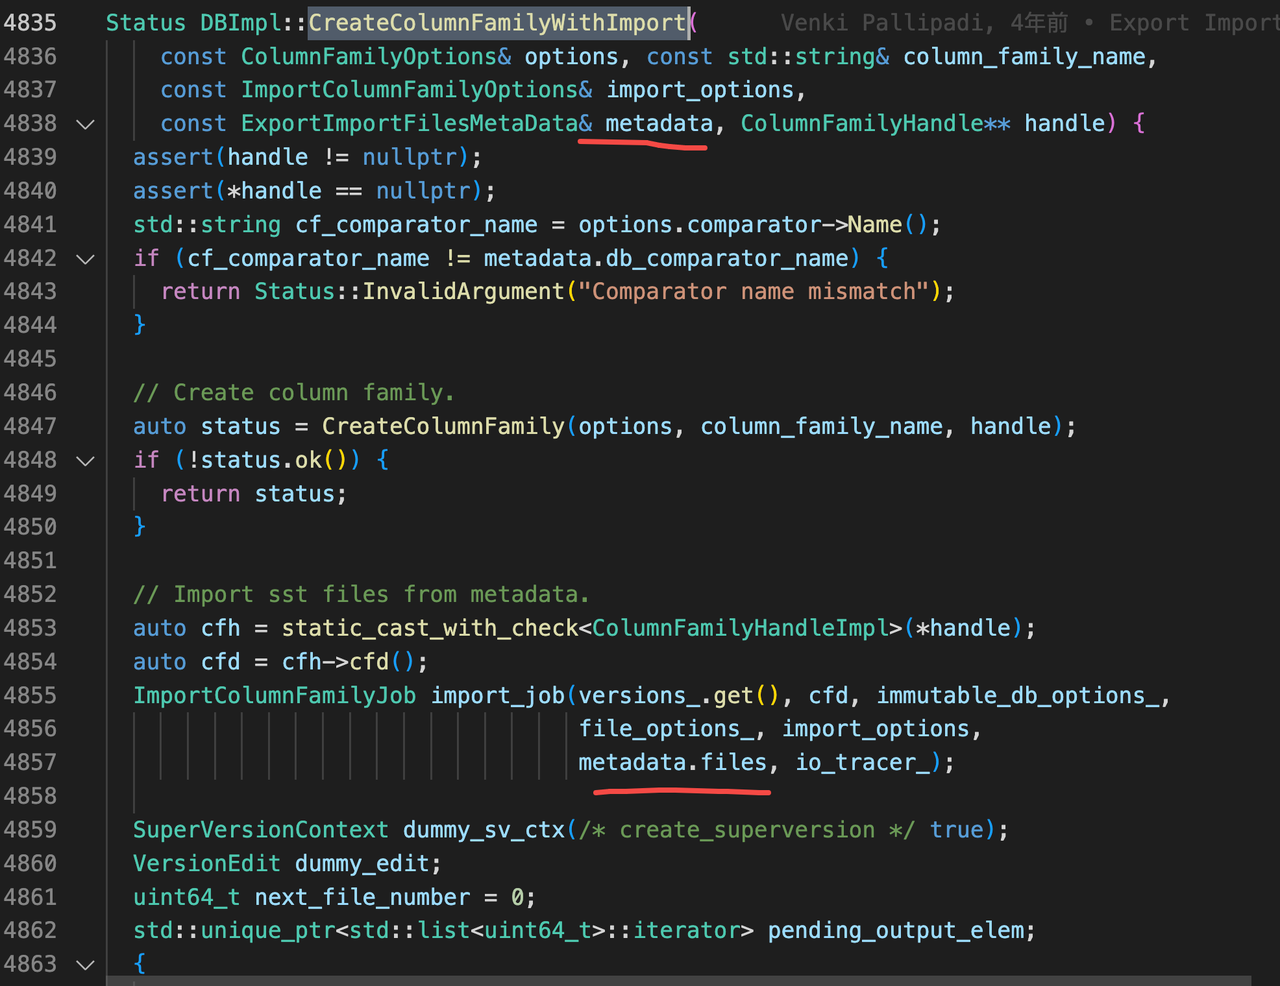 4835 Status DBImpl::CreateColumnFamilyWithImport( Venki Pallipadi, 4年前 • Export Import
4836 const ColumnFamilyOptions& options, const std::string& column_family_name,
4837 const ImportColumnFamilyOptions& import_options,
4838 const ExportImportFilesMetaData& metadata, ColumnFamilyHandle** handle) {
4839 assert(handle != nullptr);
4840 assert(*handle == nullptr);
4841 std::string cf_comparator_name = options.comparator->Name();
4842 if (cf_comparator_name != metadata.db_comparator_name) {
4843 return Status::InvalidArgument("Comparator name mismatch");
4844 }
4845
4846 // Create column family.
4847 auto status = CreateColumnFamily(options, column_family_name, handle);
4848 if (!status.ok()) {
4849 return status;
4850 }
4851
4852 // Import sst files from metadata.
4853 auto cfh = static_cast_with_check<ColumnFamilyHandleImpl>(*handle);
4854 auto cfd = cfh->cfd();
4855 ImportColumnFamilyJob import_job(versions_.get(), cfd, immutable_db_options_,
4856 file_options_, import_options,
4857 metadata.files, io_tracer_);
4858
4859 SuperVersionContext dummy_sv_ctx(/* create_superversion */ true);
4860 VersionEdit dummy_edit;
4861 uint64_t next_file_number = 0;
4862 std::unique_ptr<std::list<uint64_t>::iterator> pending_output_elem;
4863 {